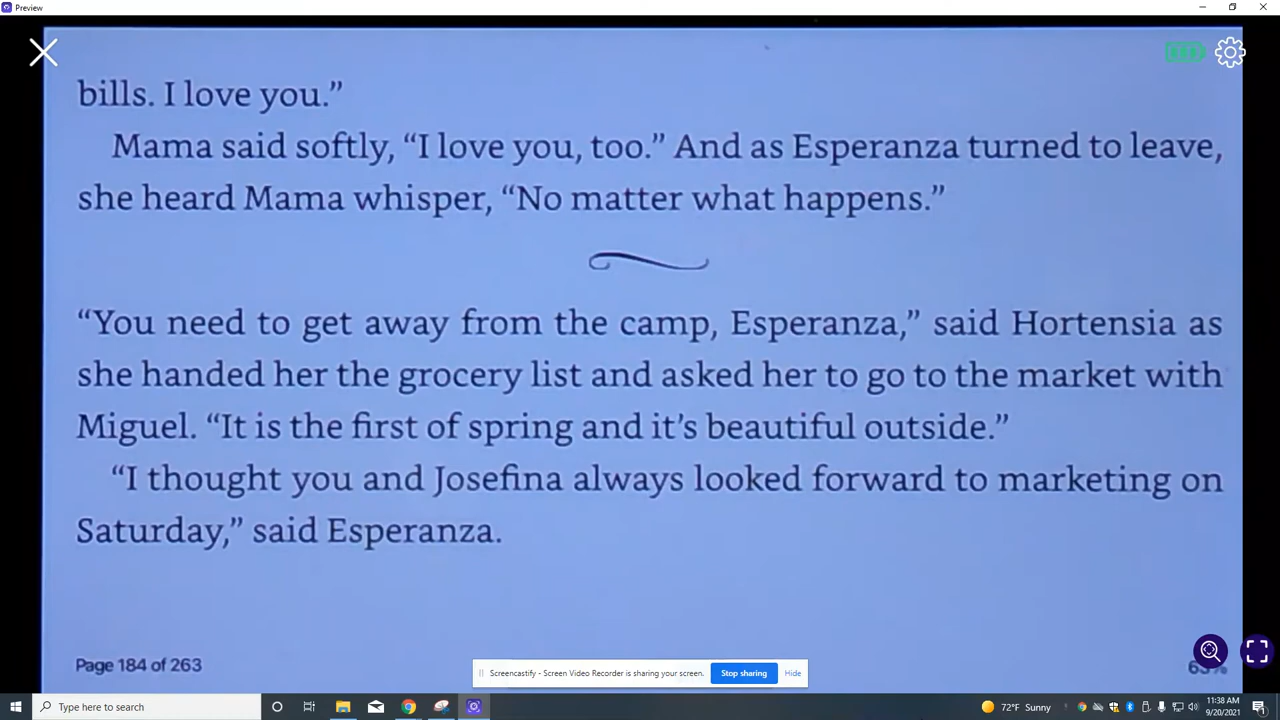 Preview
bills. I love you.”
Mama said softly, “I love you, too.” And as Esperanza turned to leave,
she heard Mama whisper, “No matter what happens.”
“You need to get away from the camp, Esperanza,” said Hortensia as
she handed her the grocery list and asked her to go to the market with
Miguel. “It is the first of spring and it’s beautiful outside.”
“I thought you and Josefina always looked forward to marketing on
Saturday,” said Esperanza.
Page 184 of 263
Screencastify - Screen Video Recorder is sharing your screen.
Stop sharing
Hide
Type here to search
72°F Sunny
11:38 AM
9/20/2021